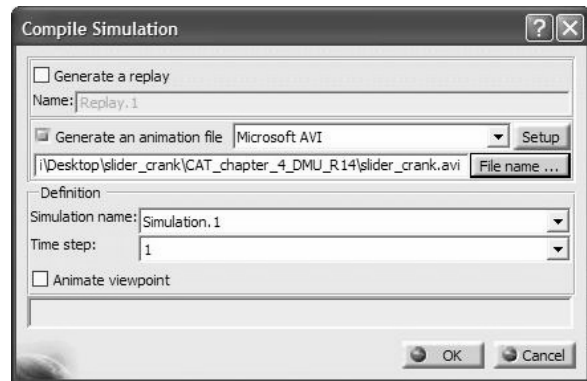 Compile Simulation
Generate a replay
Name: Replay.1
Generate an animation file Microsoft AVI Setup
i\Desktop\slider_crank\CAT_chapter_4_DMU_R14\slider_crank.avi File name ...
Definition
Simulation name: Simulation.1
Time step: 1
Animate viewpoint
OK Cancel